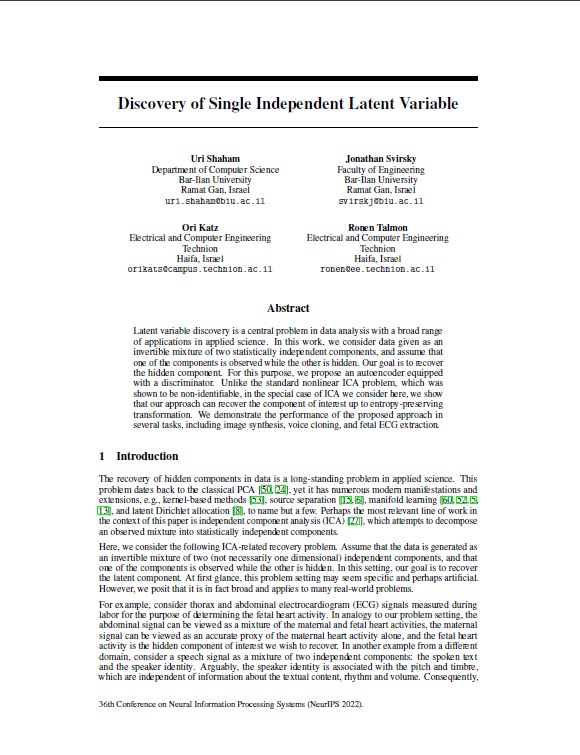 Discovery of Single Independent Latent Variable
Uri Shaham
Department of Computer Science
Bar-Ilan University
Ramat Gan, Israel
uri.shaham@biu.ac.il
Jonathan Svirsky
Faculty of Engineering
Bar-Ilan University
Ramat Gan, Israel
svirskj@biu.ac.il
Ori Katz
Electrical and Computer Engineering
Technion
Haifa, Israel
orikats@campus.technion.ac.il
Ronen Talmon
Electrical and Computer Engineering
Technion
Haifa, Israel
ronen@ee.technion.ac.il
Abstract
Latent variable discovery is a central problem in data analysis with a broad range
of applications in applied science. In this work, we consider data given as an
invertible mixture of two statistically independent components, and assume that
one of the components is observed while the other is hidden. Our goal is to recover
the hidden component. For this purpose, we propose an autoencoder equipped
with a discriminator. Unlike the standard nonlinear ICA problem, which was
shown to be non-identifiable, in the special case of ICA we consider here, we show
that our approach can recover the component of interest up to entropy-preserving
transformation. We demonstrate the performance of the proposed approach in
several tasks, including image synthesis, voice cloning, and fetal ECG extraction.
1 Introduction
The recovery of hidden components in data is a long-standing problem in applied science. This
problem dates back to the classical PCA [50, 24], yet it has numerous modern manifestations and
extensions, e.g., kernel-based methods [53], source separation [15, 6], manifold learning [60, 52, 5,
13], and latent Dirichlet allocation [8], to name but a few. Perhaps the most relevant line of work in
the context of this paper is independent component analysis (ICA) [27], which attempts to decompose
an observed mixture into statistically independent components.
Here, we consider the following ICA-related recovery problem. Assume that the data is generated as
an invertible mixture of two (not necessarily one dimensional) independent components, and that
one of the components is observed while the other is hidden. In this setting, our goal is to recover
the latent component. At first glance, this problem setting may seem specific and perhaps artificial.
However, we posit that it is in fact broad and applies to many real-world problems.
For example, consider thorax and abdominal electrocardiogram (ECG) signals measured during
labor for the purpose of determining the fetal heart activity. In analogy to our problem setting, the
abdominal signal can be viewed as a mixture of the maternal and fetal heart activities, the maternal
signal can be viewed as an accurate proxy of the maternal heart activity alone, and the fetal heart
activity is the hidden component of interest we wish to recover. In another example from a different
domain, consider a speech signal as a mixture of two independent components: the spoken text
and the speaker identity. Arguably, the speaker identity is associated with the pitch and timbre,
which are independent of information about the textual content, rhythm and volume. Consequently,
36th Conference on Neural Information Processing Systems (NeurIPS 2022).